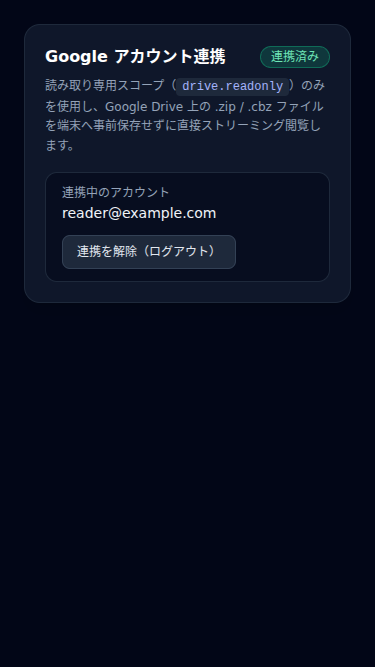 Google アカウント連携
連携済み
読み取り専用スコープ（drive.readonly）のみ
を使用し、Google Drive 上の .zip / .cbz ファイル
を端末へ事前保存せずに直接ストリーミング閲覧し
ます。
連携中のアカウント
reader@example.com
連携を解除（ログアウト）